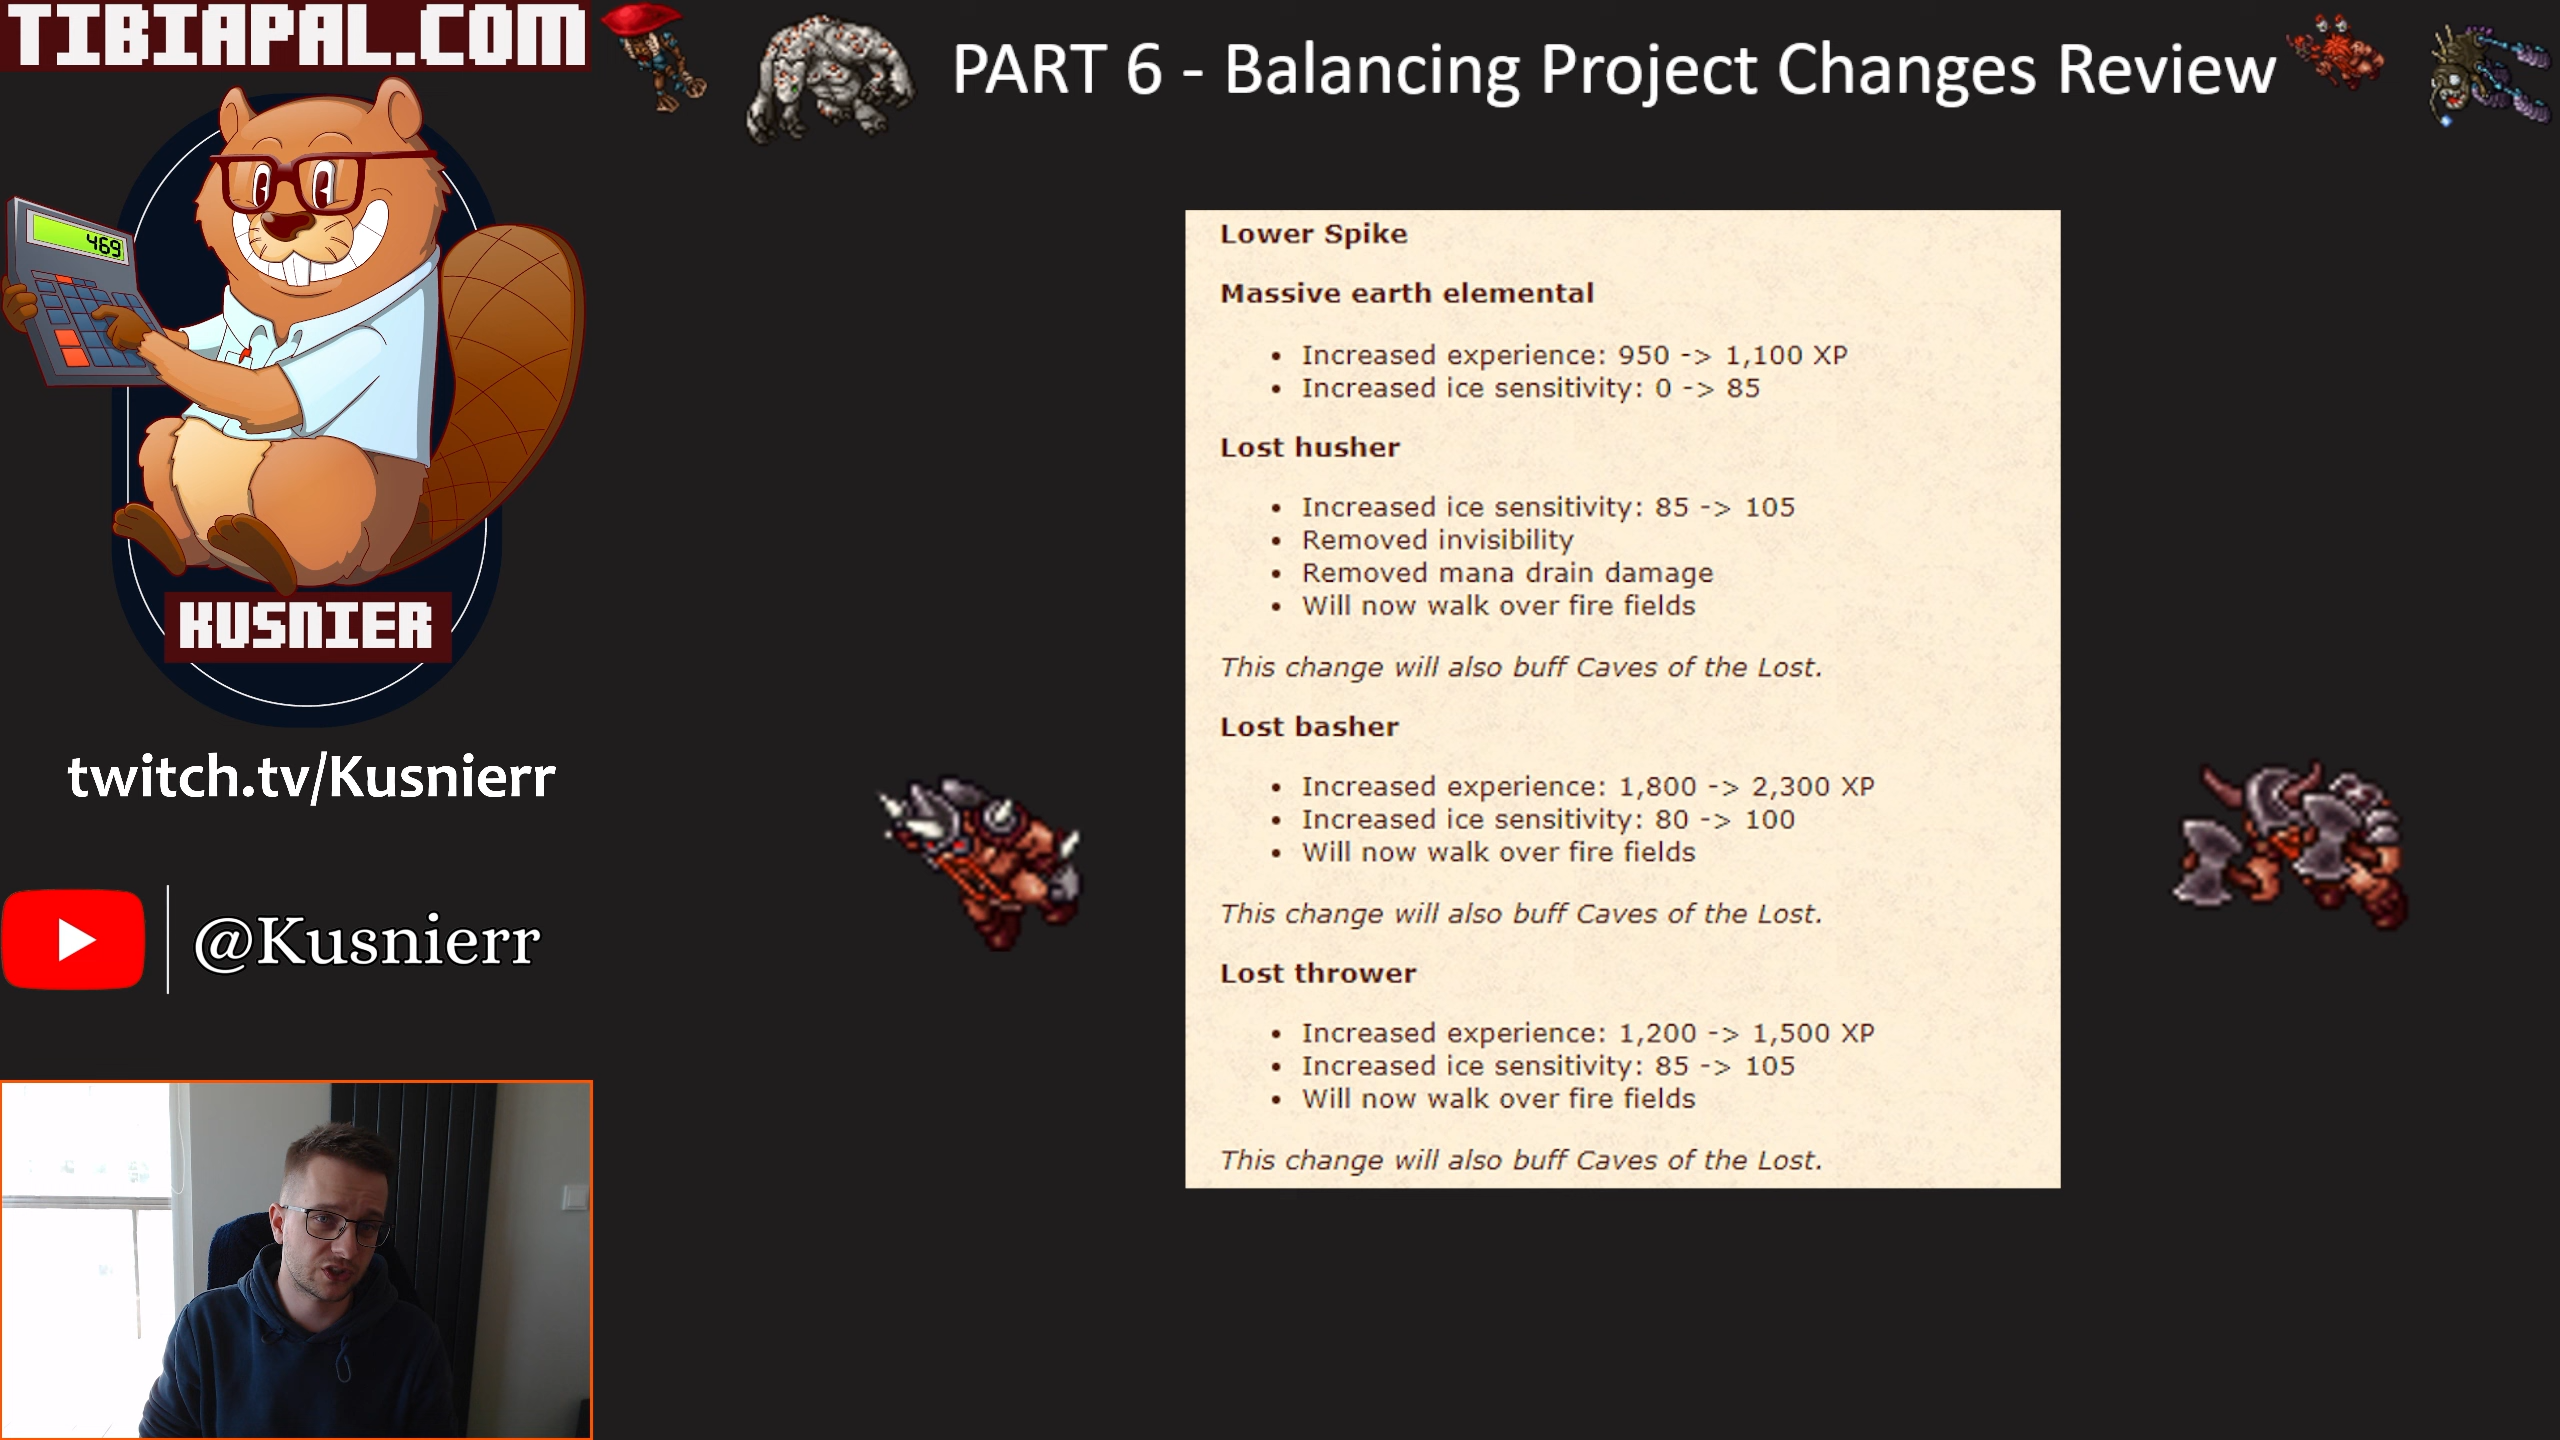 TIBIAPAL.COM
PART 6 - Balancing Project Changes Review
469
KUSNIER
twitch.tv/Kusnierr
@Kusnierr
Lower Spike
Massive earth elemental
• Increased experience: 950 -> 1,100 XP
• Increased ice sensitivity: 0 -> 85
Lost husher
• Increased ice sensitivity: 85 -> 105
• Removed invisibility
• Removed mana drain damage
• Will now walk over fire fields
This change will also buff Caves of the Lost.
Lost basher
• Increased experience: 1,800 -> 2,300 XP
• Increased ice sensitivity: 80 -> 100
• Will now walk over fire fields
This change will also buff Caves of the Lost.
Lost thrower
• Increased experience: 1,200 -> 1,500 XP
• Increased ice sensitivity: 85 -> 105
• Will now walk over fire fields
This change will also buff Caves of the Lost.